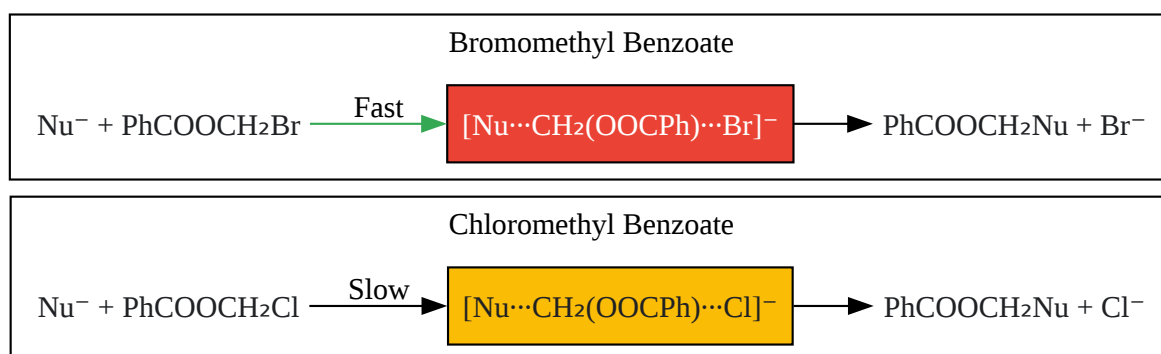 Bromomethyl Benzoate
Fast
Nu⁻ + PhCOOCH₂Br
[Nu···CH₂(OOCPh)···Br]⁻
PhCOOCH₂Nu + Br⁻
Chloromethyl Benzoate
Slow
Nu⁻ + PhCOOCH₂Cl
[Nu···CH₂(OOCPh)···Cl]⁻
PhCOOCH₂Nu + Cl⁻